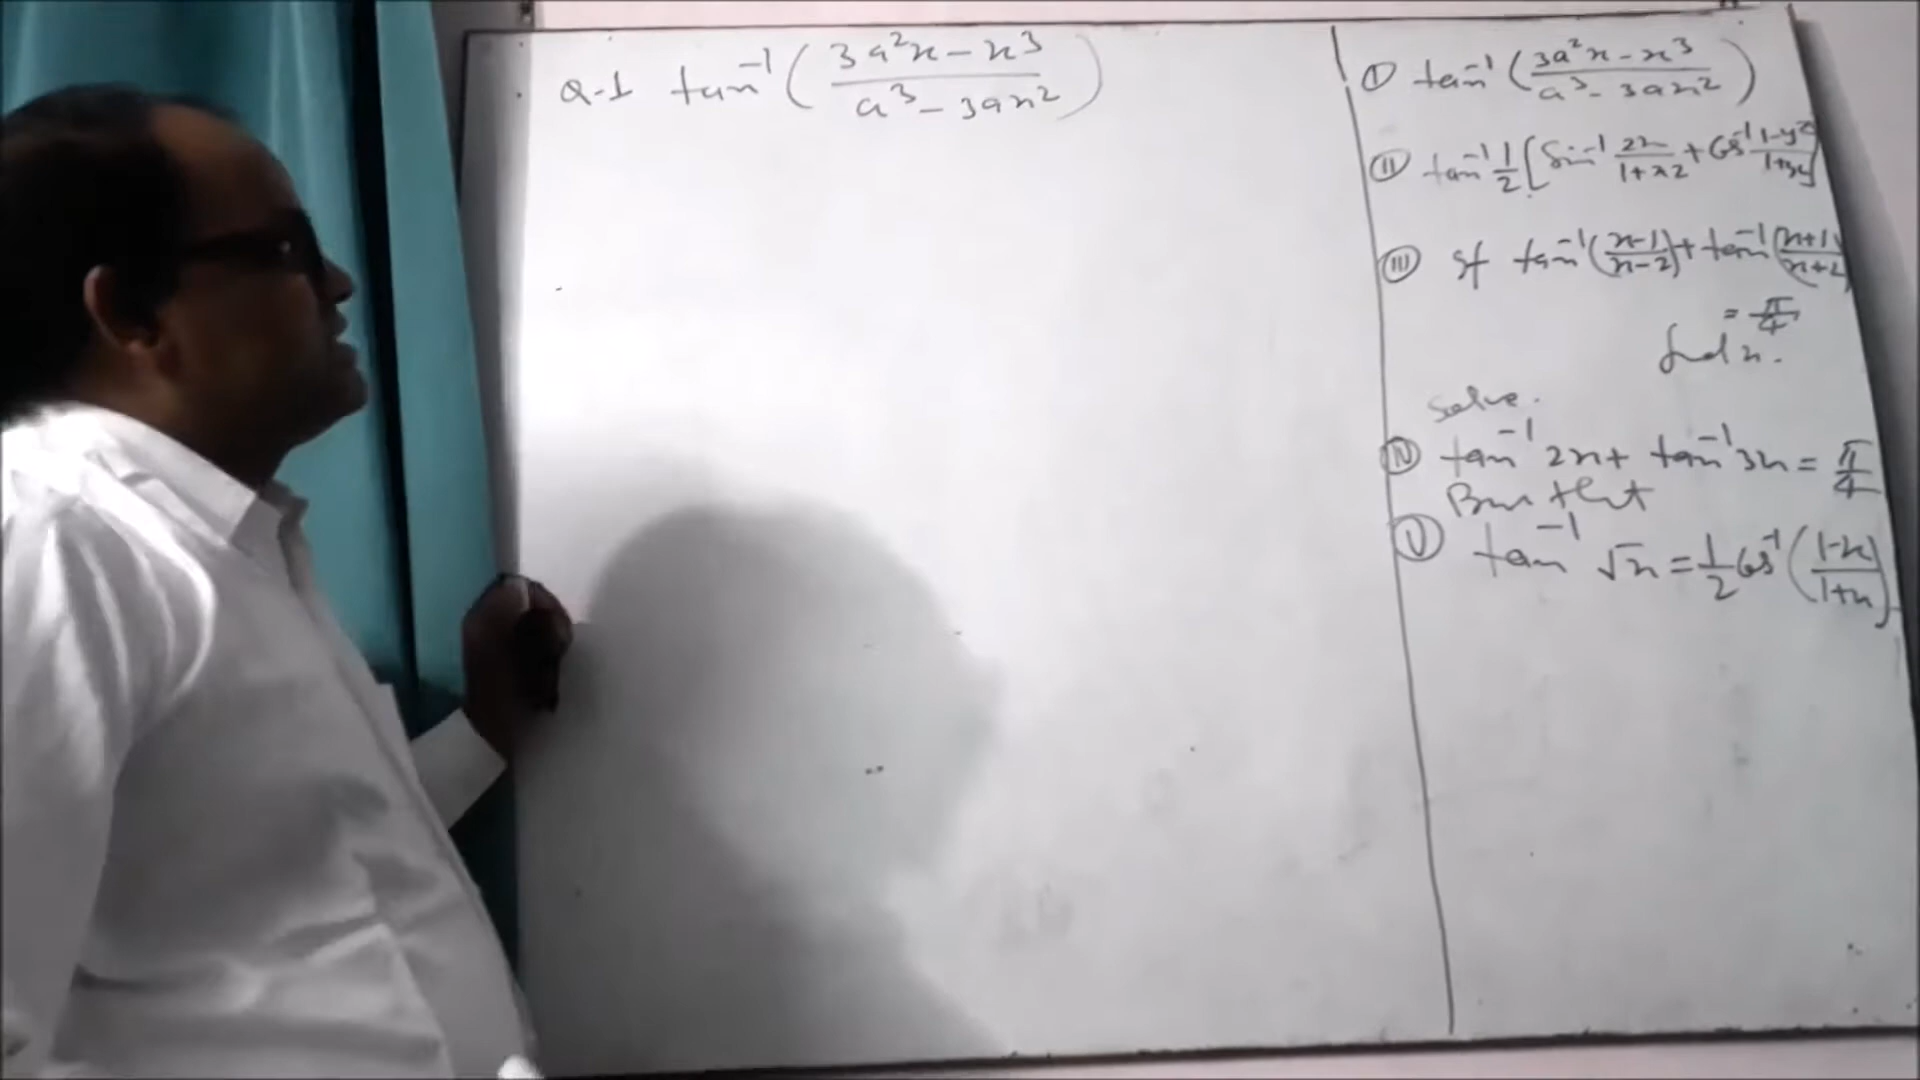 Q-1 tan⁻¹ ( (3a²x - x³) / (a³ - 3ax²) )
(I) tan⁻¹ ( (3a²x - x³) / (a³ - 3ax²) )
(II) tan⁻¹ 1/2 [ Sin⁻¹ 2x/(1+x2) + Cos⁻¹ (1-y²)/
(III) If tan⁻¹ ( (x-1)/(x-2) ) + tan⁻¹ ( (x+1)/(x+2)
= π/4
find x.
Solve.
(IV) tan⁻¹ 2x + tan⁻¹ 3x = π/4
that
(V) tan⁻¹ √x = 1/2 Cos⁻¹ ( (1-x)/(1+x) )